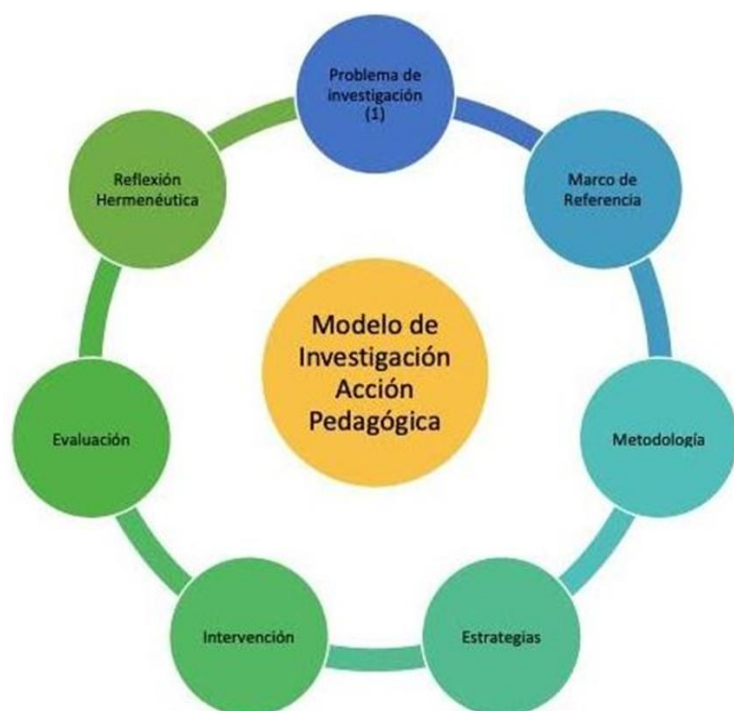 Problema de
investigación
(1)
Marco de
Referencia
Metodología
Estrategias
Intervención
Evaluación
Reflexión
Hermenéutica
Modelo de
Investigación
Acción
Pedagógica